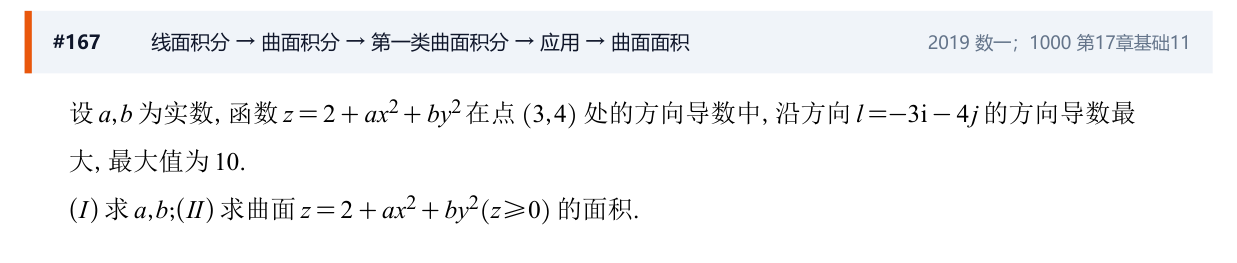 #167 线面积分 → 曲面积分 → 第一类曲面积分 → 应用 → 曲面面积 2019 数一；1000 第17章基础11
设 a,b 为实数, 函数 z = 2 + ax² + by² 在点 (3,4) 处的方向导数中, 沿方向 l =−3i − 4j 的方向导数最
大, 最大值为 10.
(I) 求 a,b;(II) 求曲面 z = 2 + ax² + by²(z⩾0) 的面积.